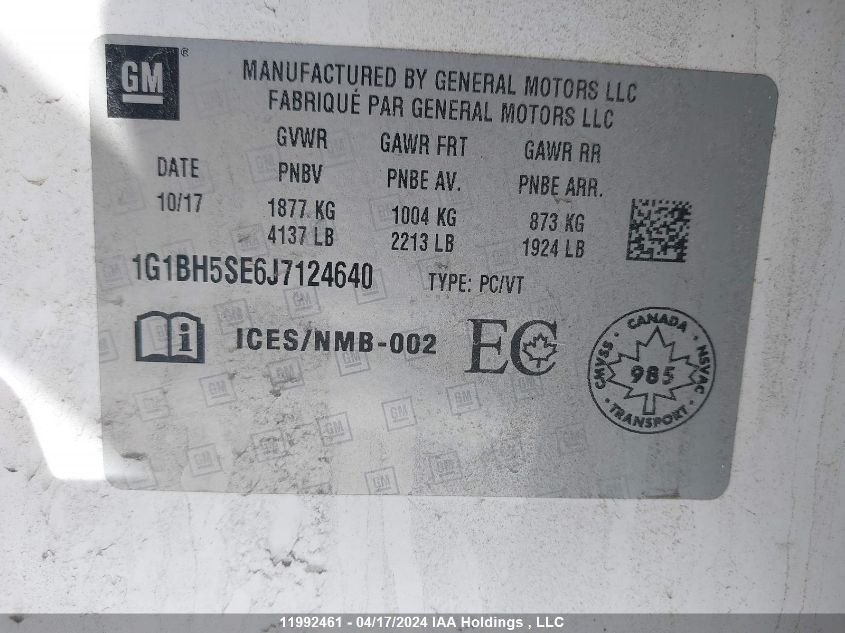 GM ®
MANUFACTURED BY GENERAL MOTORS LLC
FABRIQUÉ PAR GENERAL MOTORS LLC
DATE GVWR GAWR FRT GAWR RR
PNBV PNBE AV. PNBE ARR.
10/17 1877 KG 1004 KG 873 KG
4137 LB 2213 LB 1924 LB
1G1BH5SE6J7124640 TYPE: PC/VT
i ICES/NMB-002 EC
CANADA
CMVSS 985 NSVAC
TRANSPORT
11992461 - 04/17/2024 IAA Holdings , LLC